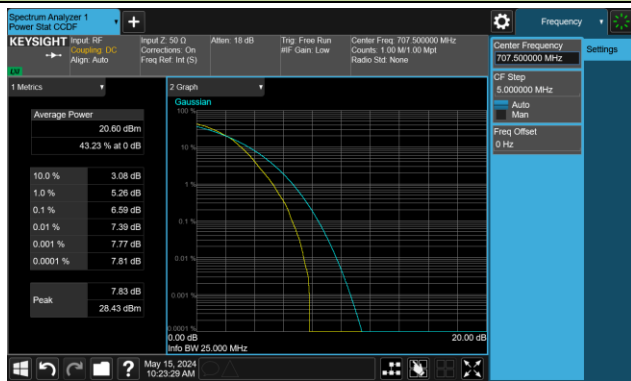 Spectrum Analyzer 1
Power Stat CCDF
Frequency
KEYSIGHT
Input: RF
Coupling: DC
Align: Auto
Input Z: 50 Ω
Corrections: On
Freq Ref: Int (S)
Atten: 18 dB
Trig: Free Run
#IF Gain: Low
Center Freq: 707.500000 MHz
Counts: 1.00 M/1.00 Mpt
Radio Std: None
Center Frequency
707.500000 MHz
Settings
CF Step
5.000000 MHz
Auto
Man
Freq Offset
0 Hz
1 Metrics
2 Graph
Gaussian
Average Power
20.60 dBm
43.23 % at 0 dB
10.0 % 3.08 dB
1.0 % 5.26 dB
0.1 % 6.59 dB
0.01 % 7.39 dB
0.001 % 7.77 dB
0.0001 % 7.81 dB
Peak
7.83 dB
28.43 dBm
100 %
10 %
1 %
0.1 %
0.01 %
0.001 %
0.0001 %
0.00 dB
20.00 dB
Info BW 25.000 MHz
May 15, 2024
10:23:29 AM